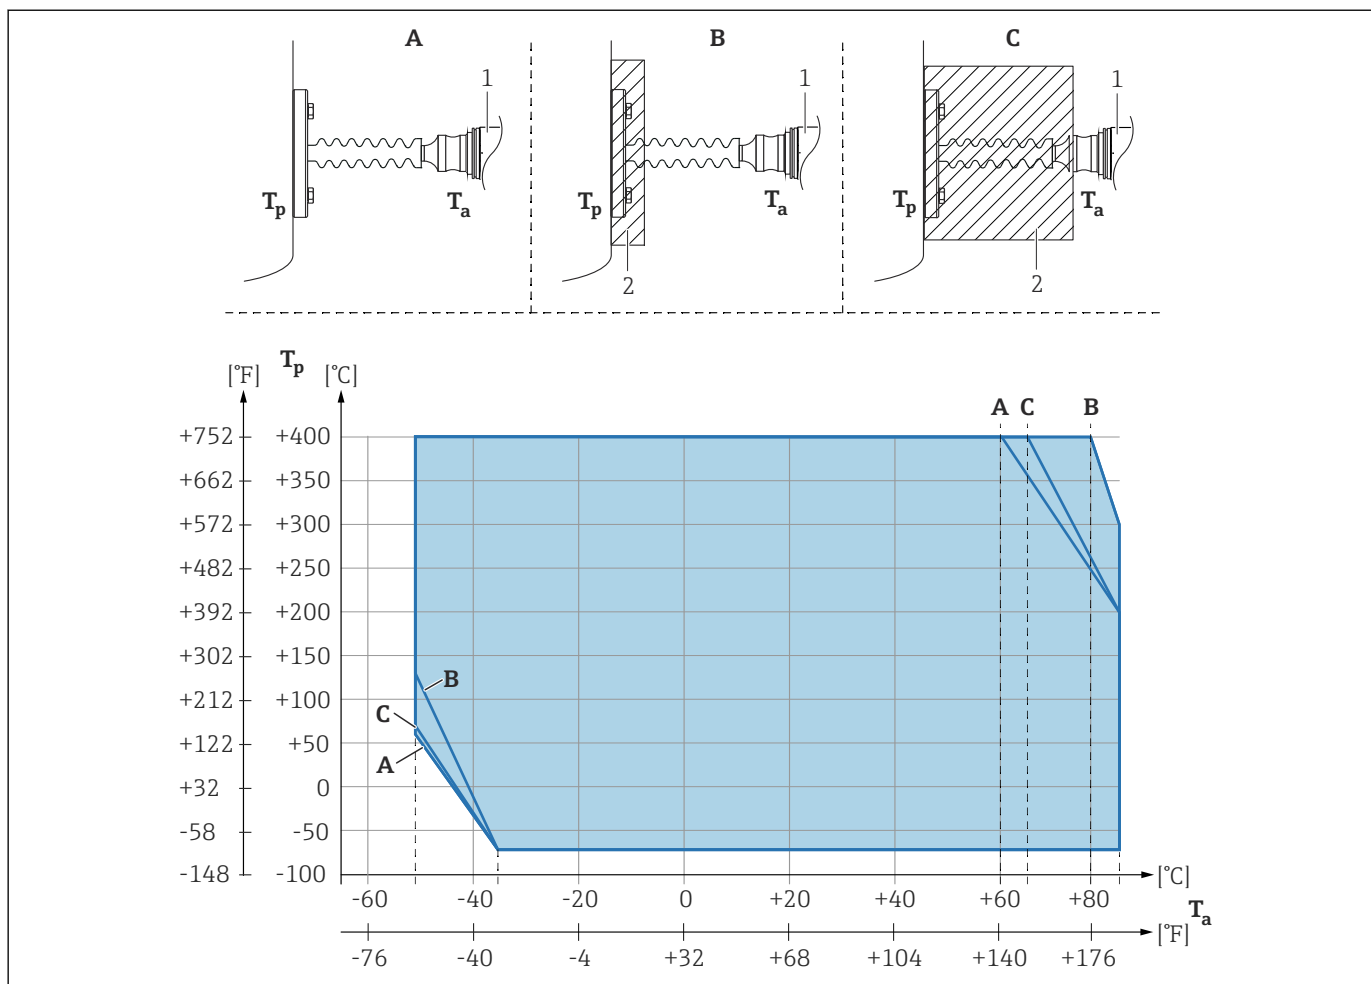 A B C
1 1 1
Tp Ta Tp Ta Tp Ta
2 2
[°F] Tp [°C]
A C B
+752 +400
+662 +350
+572 +300
+482 +250
+392 +200
+302 +150
B
+212 +100
C
+122 +50
A
+32 0
-58 -50
-148 -100
[°C]
-60 -40 -20 0 +20 +40 +60 +80
Ta
[°F]
-76 -40 -4 +32 +68 +104 +140 +176